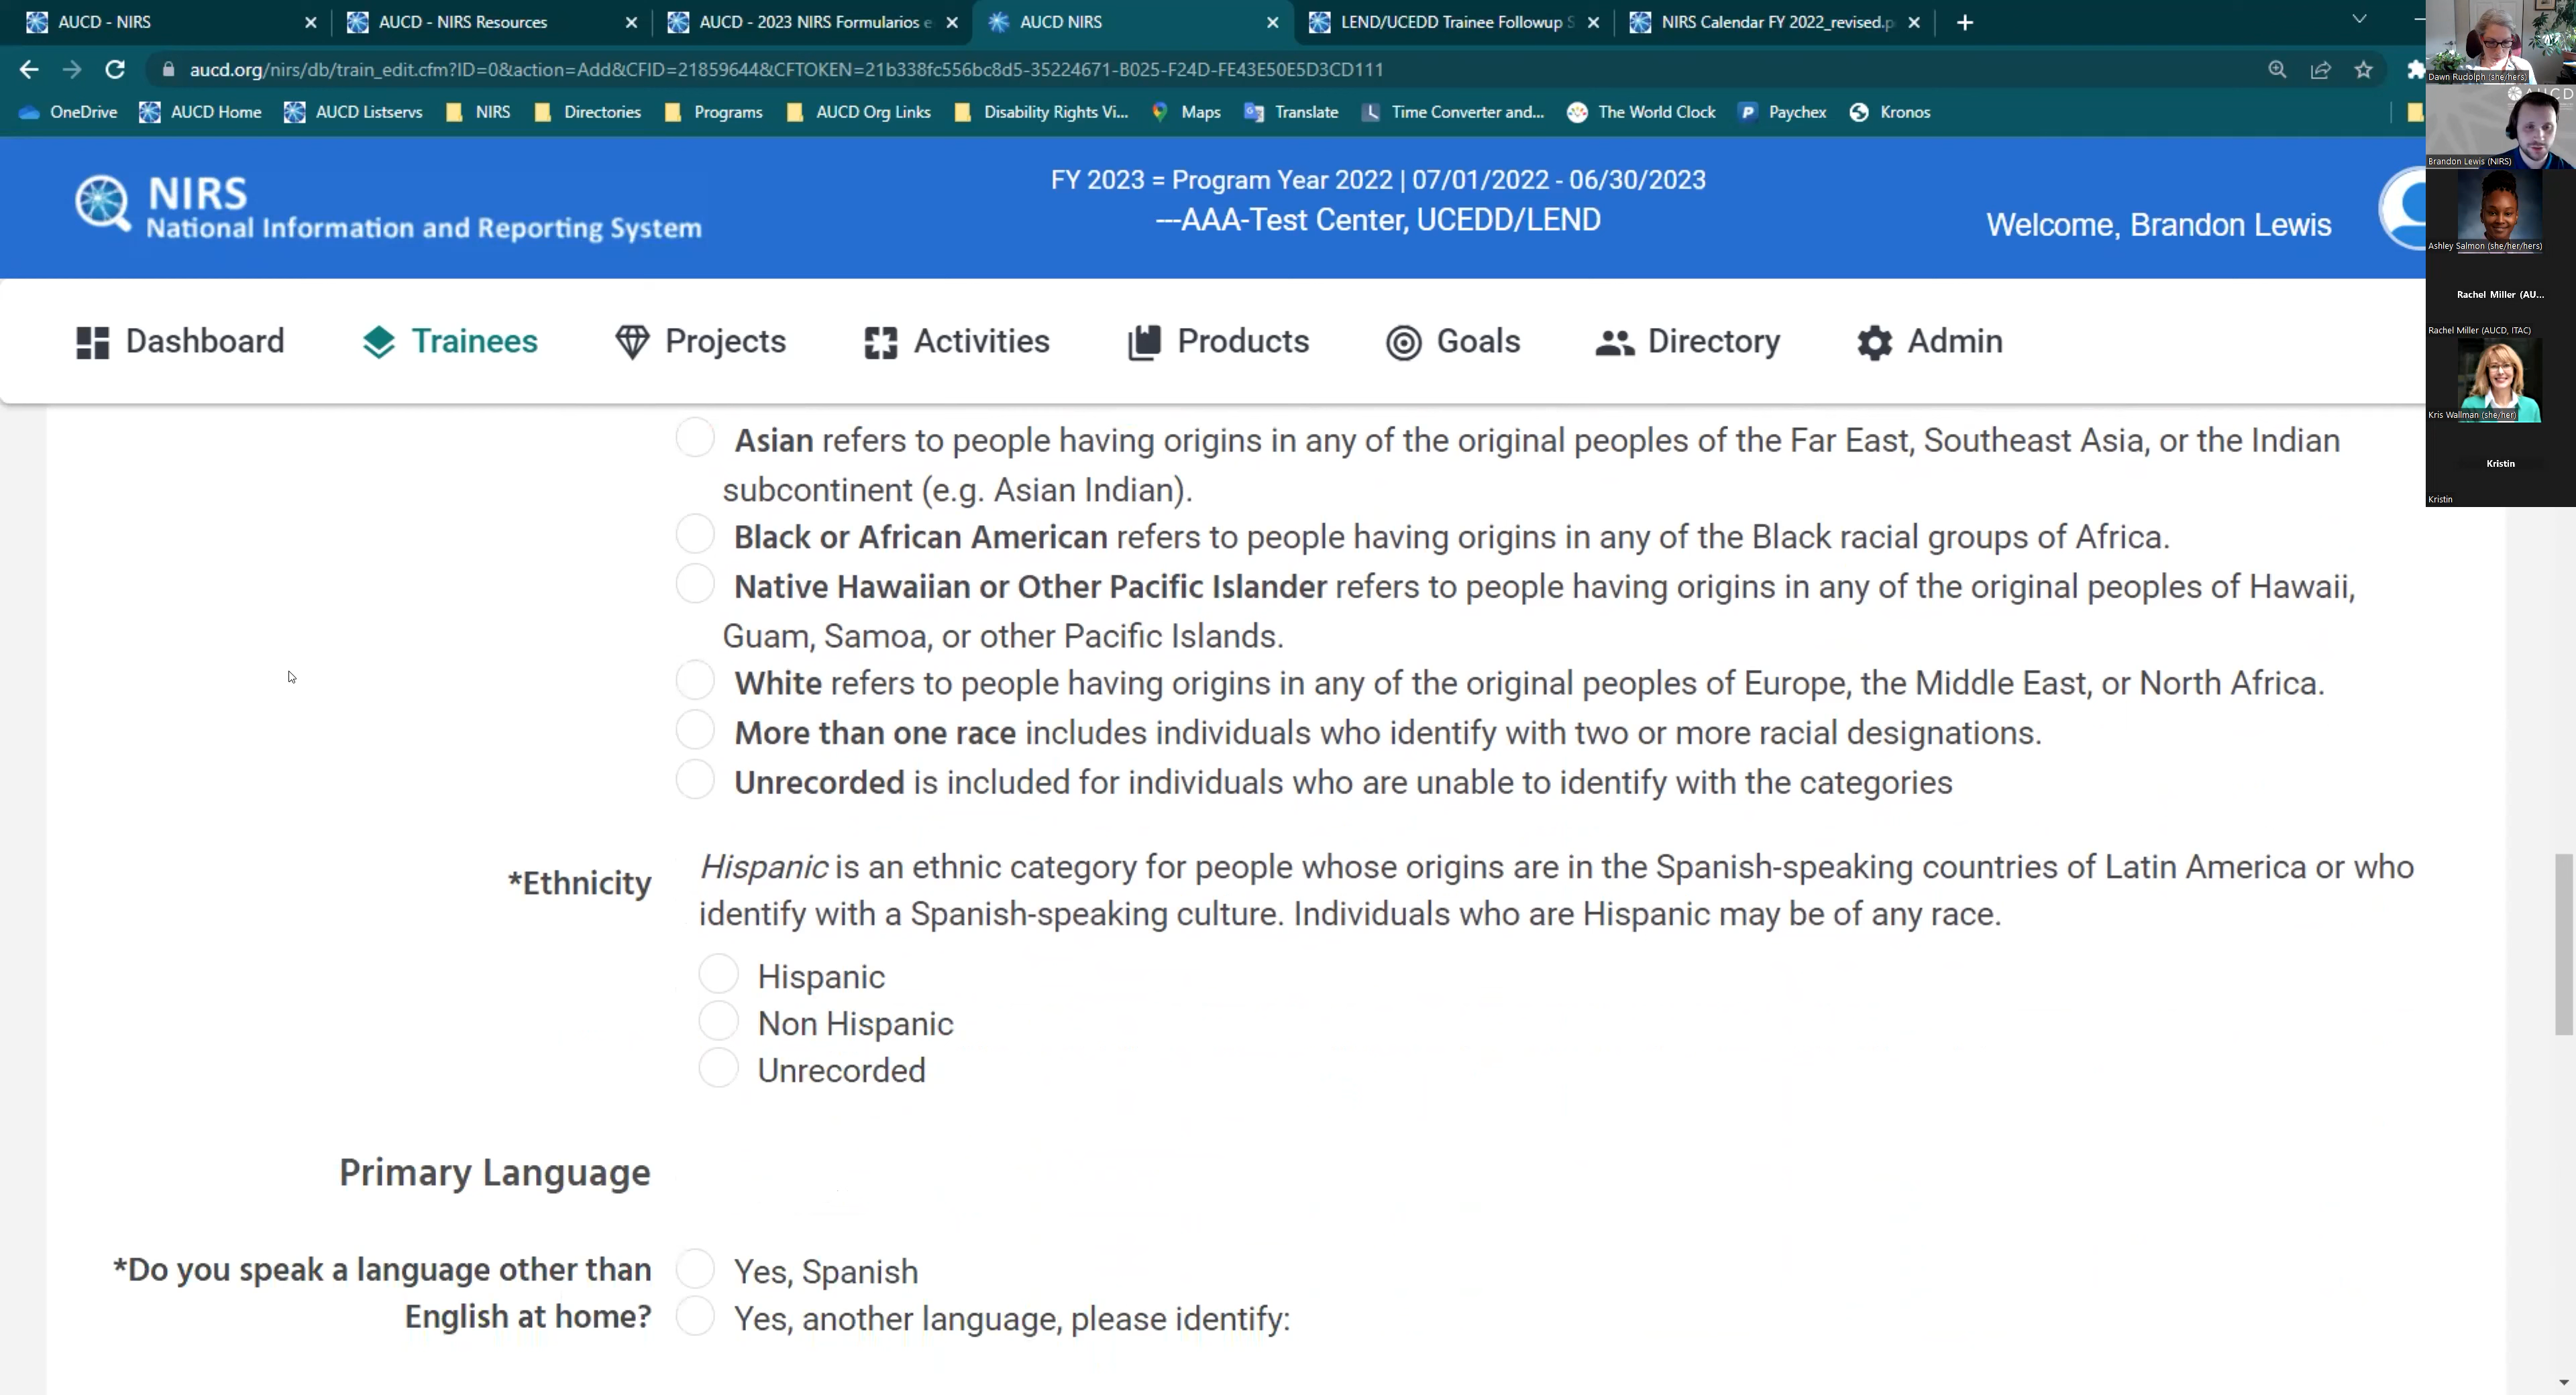 AUCD - NIRS
AUCD - NIRS Resources
AUCD - 2023 NIRS Formularios e
AUCD NIRS
LEND/UCEDD Trainee Followup S
NIRS Calendar FY 2022_revised.p
aucd.org/nirs/db/train_edit.cfm?ID=0&action=Add&CFID=21859644&CFTOKEN=21b338fc556bc8d5-35224671-B025-F24D-FE43E50E5D3CD111
OneDrive
AUCD Home
AUCD Listservs
NIRS
Directories
Programs
AUCD Org Links
Disability Rights Vi...
Maps
Translate
Time Converter and...
The World Clock
Paychex
Kronos
NIRS
National Information and Reporting System
FY 2023 = Program Year 2022 | 07/01/2022 - 06/30/2023
---AAA-Test Center, UCEDD/LEND
Welcome, Brandon Lewis
Dashboard
Trainees
Projects
Activities
Products
Goals
Directory
Admin
Asian refers to people having origins in any of the original peoples of the Far East, Southeast Asia, or the Indian
subcontinent (e.g. Asian Indian).
Black or African American refers to people having origins in any of the Black racial groups of Africa.
Native Hawaiian or Other Pacific Islander refers to people having origins in any of the original peoples of Hawaii,
Guam, Samoa, or other Pacific Islands.
White refers to people having origins in any of the original peoples of Europe, the Middle East, or North Africa.
More than one race includes individuals who identify with two or more racial designations.
Unrecorded is included for individuals who are unable to identify with the categories
*Ethnicity
Hispanic is an ethnic category for people whose origins are in the Spanish-speaking countries of Latin America or who
identify with a Spanish-speaking culture. Individuals who are Hispanic may be of any race.
Hispanic
Non Hispanic
Unrecorded
Primary Language
*Do you speak a language other than
English at home?
Yes, Spanish
Yes, another language, please identify:
Dawn Rudolph (she/hers)
AUCD
Brandon Lewis (NIRS)
Ashley Salmon (she/her/hers)
Rachel Miller (AU...
Rachel Miller (AUCD, ITAC)
Kris Wallman (she/her)
Kristin
Kristin